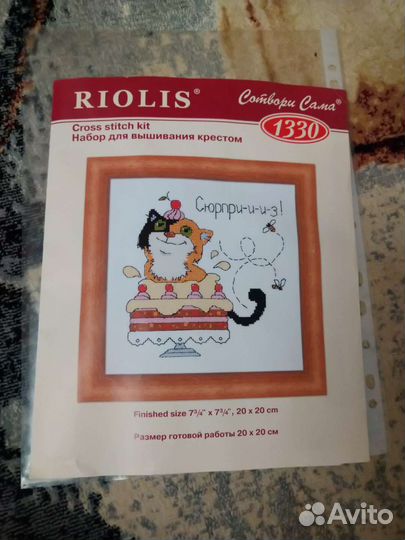 RIOLIS®
Сотвори Сама®
Cross stitch kit
Набор для вышивания крестом
1330
Сюрпри-и-и-з!
Finished size 7¾" x 7¾", 20 x 20 cm
Размер готовой работы 20 x 20 см
Avito